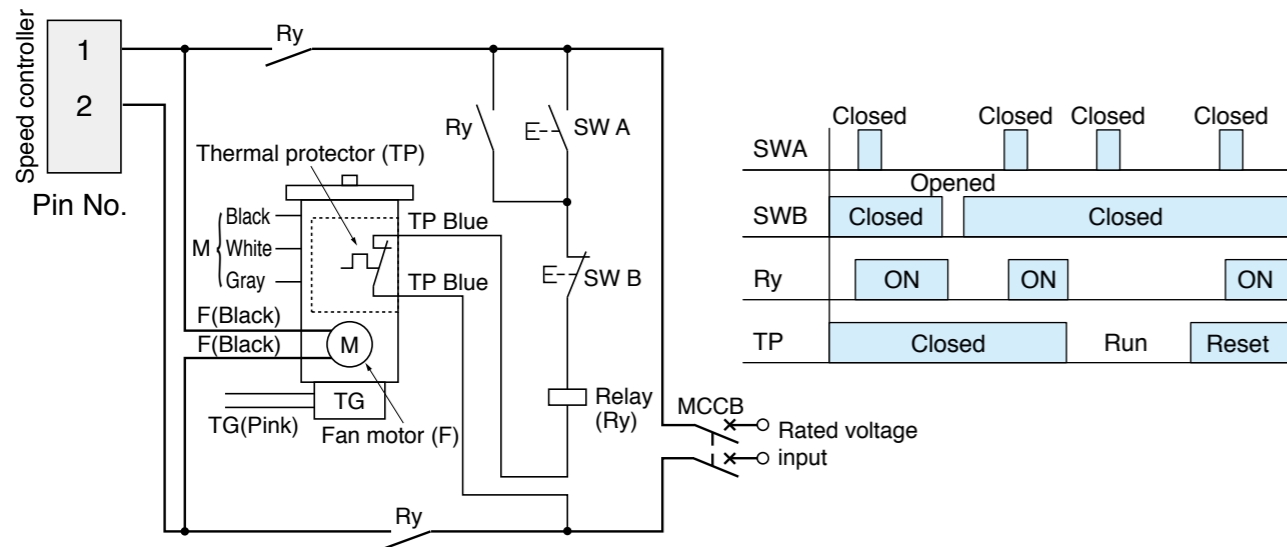 Speed controller
1
2
Pin No.
Ry
Ry
SW A
Thermal protector (TP)
Black
M { White
Gray
TP Blue
TP Blue
SW B
F(Black)
F(Black)
M
TG
TG(Pink)
Fan motor (F)
Relay
(Ry)
MCCB
Rated voltage
input
Ry
Closed Closed Closed Closed
SWA
Opened
SWB Closed Closed
Ry ON ON ON
TP Closed Run Reset